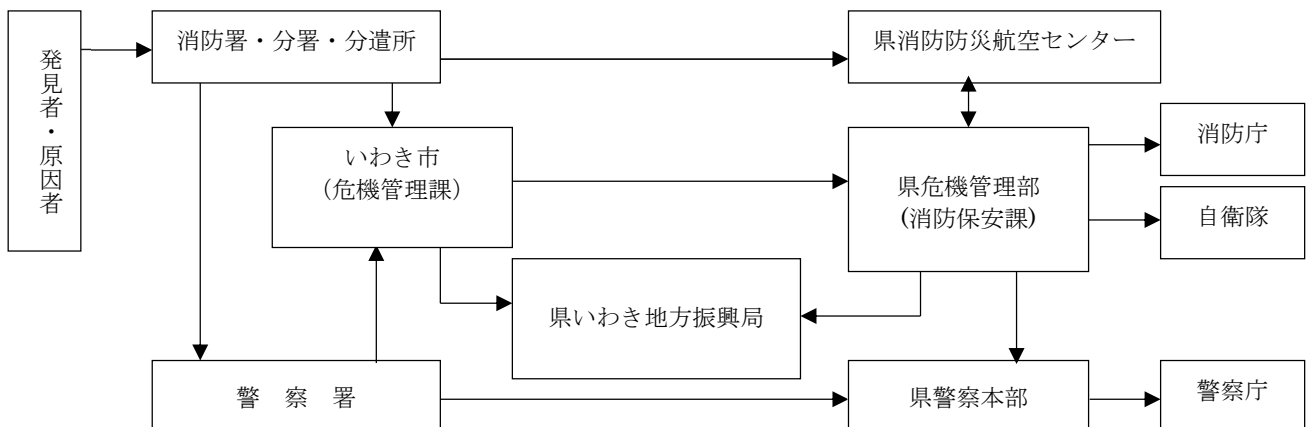 発見者・原因者
消防署・分署・分遣所
県消防防災航空センター
いわき市
（危機管理課）
県危機管理部
(消防保安課)
消防庁
自衛隊
県いわき地方振興局
警 察 署
県警察本部
警察庁